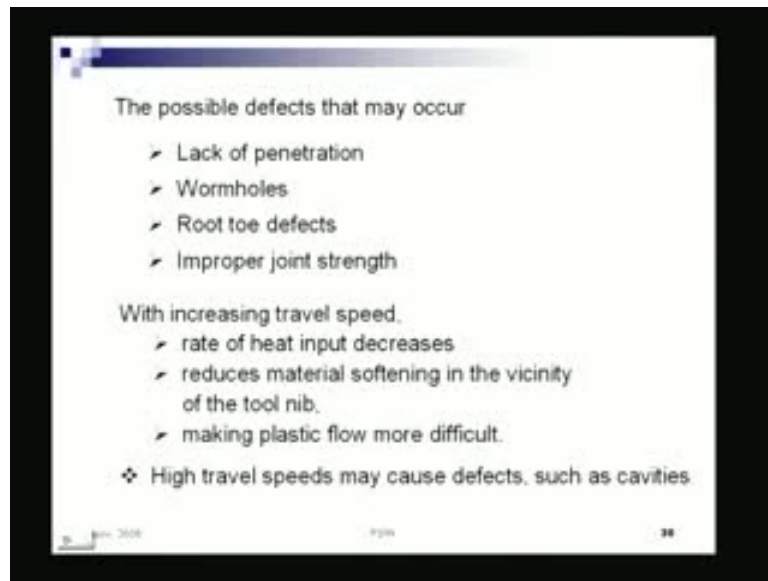 The possible defects that may occur
➢ Lack of penetration
➢ Wormholes
➢ Root toe defects
➢ Improper joint strength
With increasing travel speed,
➢ rate of heat input decreases
➢ reduces material softening in the vicinity
of the tool nib,
➢ making plastic flow more difficult.
❖ High travel speeds may cause defects, such as cavities